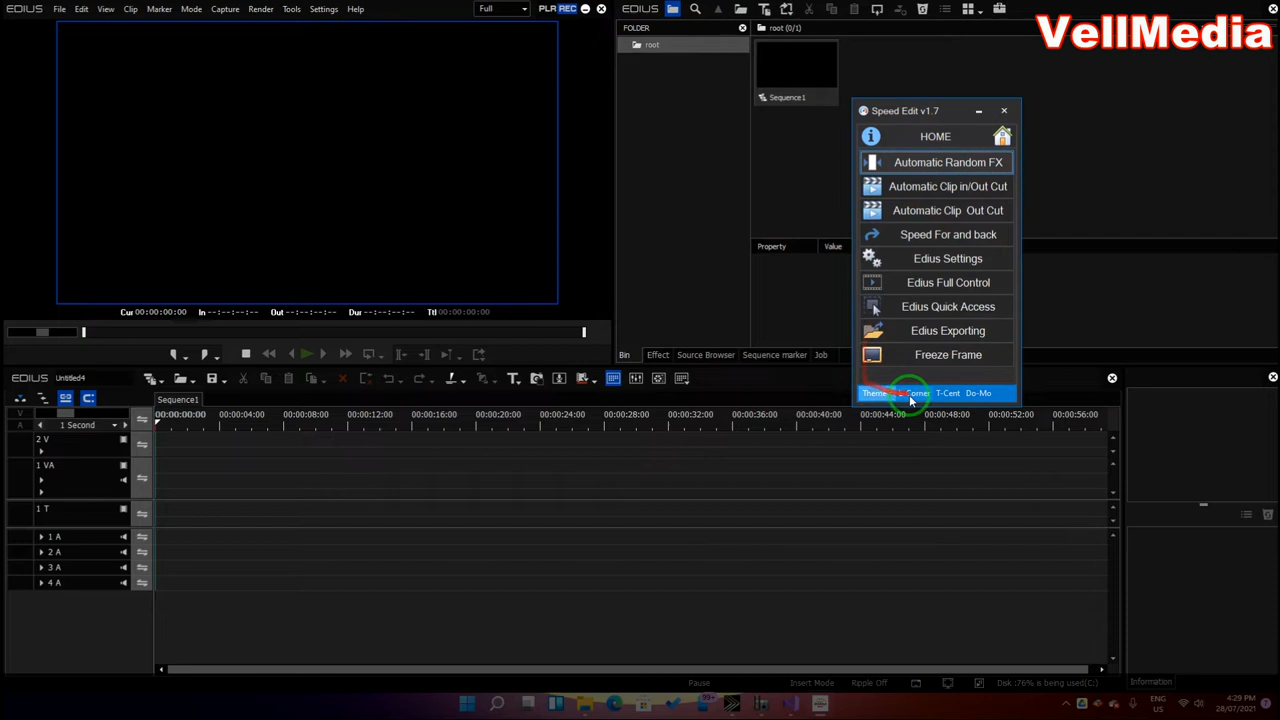 EDIUS File Edit View Clip Marker Mode Capture Render Tools Settings Help Full PLR REC
EDIUS
VellMedia
FOLDER
root (0/1)
root
Sequence1
Speed Edit v1.7
HOME
Automatic Random FX
Automatic Clip in/Out Cut
Automatic Clip Out Cut
Speed For and back
Edius Settings
Edius Full Control
Edius Quick Access
Edius Exporting
Freeze Frame
Theme Corner T-Cent Do-Mo
Property Value
Cur 00:00:00:00 In --:--:--:-- Out --:--:--:-- Dur --:--:--:-- Ttl 00:00:00:00
Bin Effect Source Browser Sequence marker Job
EDIUS Untitled4
Sequence1
V
A
1 Second
00:00:00:00 00:00:04:00 00:00:08:00 00:00:12:00 00:00:16:00 00:00:20:00 00:00:24:00 00:00:28:00 00:00:32:00 00:00:36:00 00:00:40:00 00:00:44:00 00:00:48:00 00:00:52:00 00:00:56:00
2 V
1 VA
1 T
1 A
2 A
3 A
4 A
Pause Insert Mode Ripple Off Disk :76% is being used(C:)
Information
99+
ENG
US
4:29 PM
28/07/2021